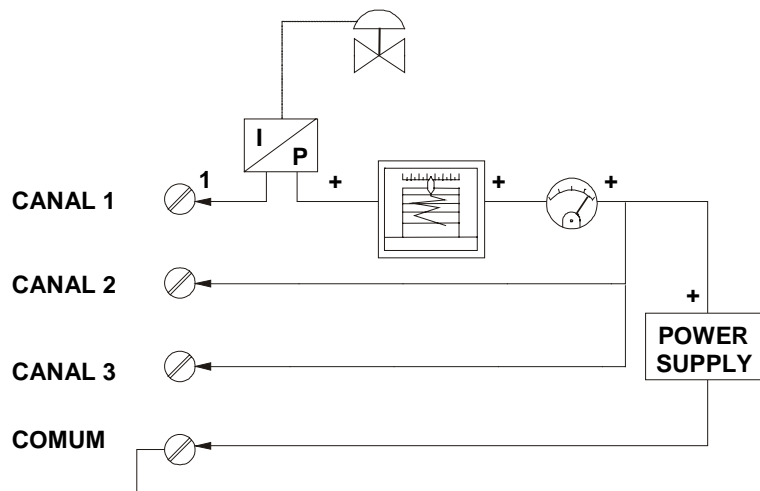 I
P
CANAL 1
1
+
+
+
CANAL 2
+
POWER
SUPPLY
CANAL 3
COMUM